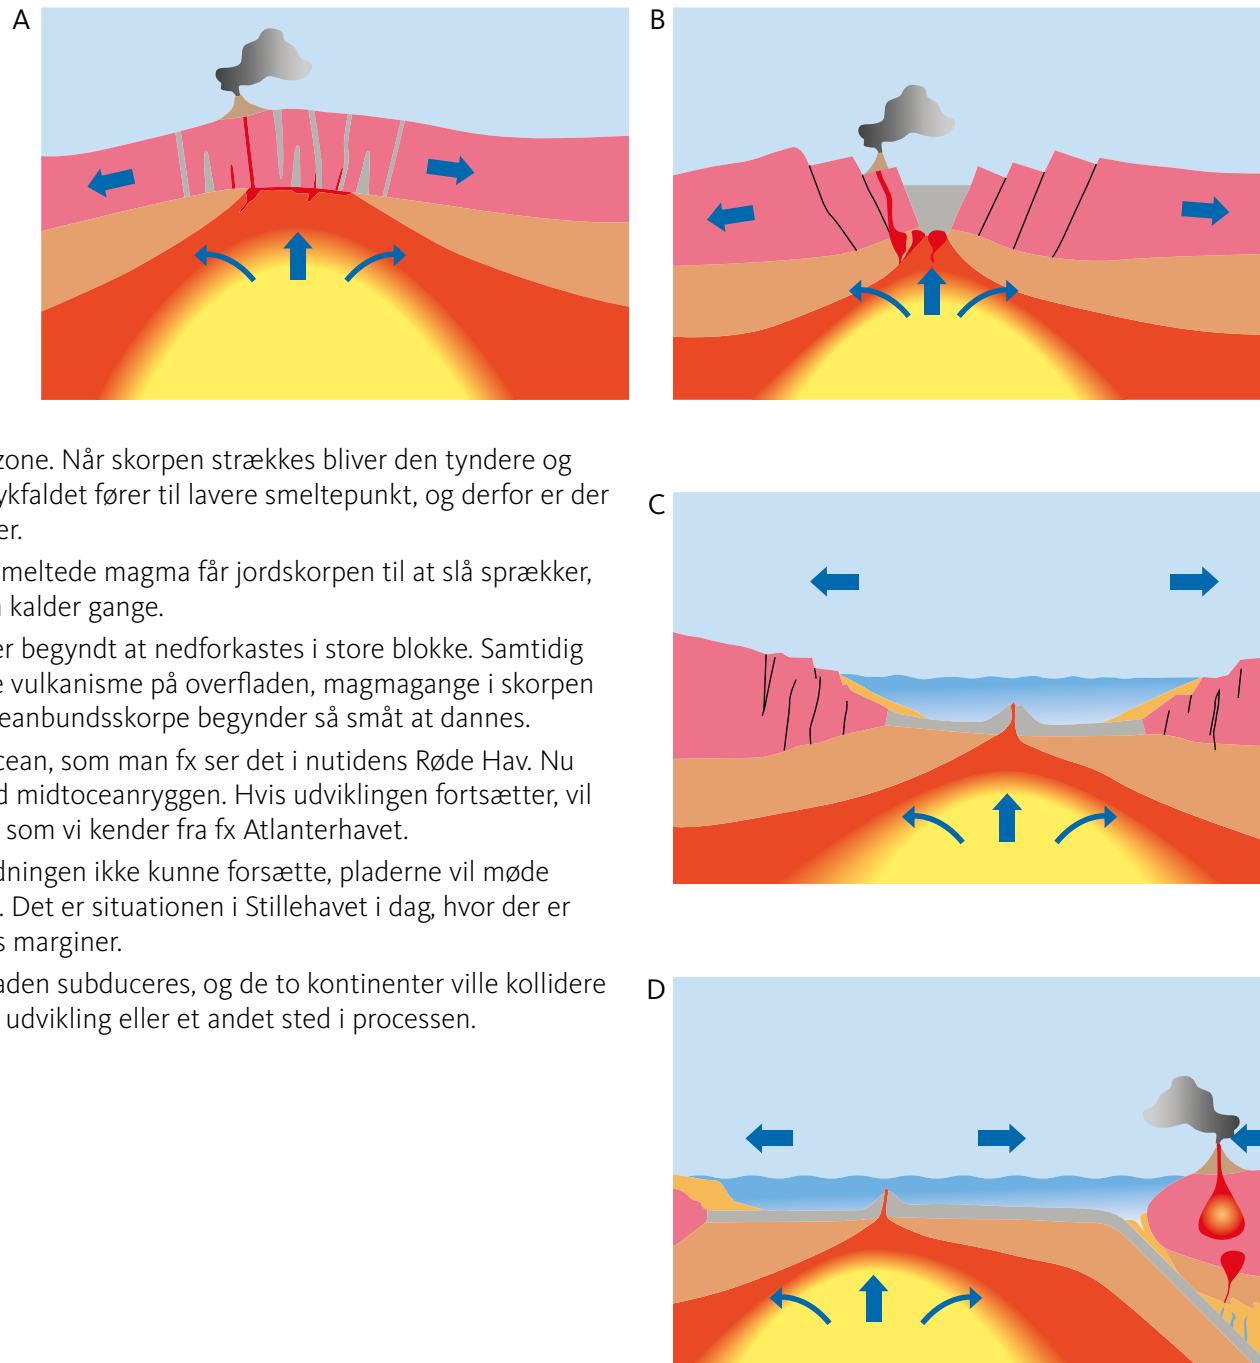 A
B
zone. Når skorpen strækkes bliver den tyndere og
ykfaldet fører til lavere smeltepunkt, og derfor er der
er.
smeltede magma får jordskorpen til at slå sprækker,
kalder gange.
er begyndt at nedforkastes i store blokke. Samtidig
e vulkanisme på overfladen, magmagange i skorpen
eanbundsskorpe begynder så småt at dannes.
cean, som man fx ser det i nutidens Røde Hav. Nu
d midtoceanryggen. Hvis udviklingen fortsætter, vil
som vi kender fra fx Atlanterhavet.
dningen ikke kunne forsætte, pladerne vil møde
. Det er situationen i Stillehavet i dag, hvor der er
s marginer.
aden subduceres, og de to kontinenter ville kollidere
udvikling eller et andet sted i processen.
C
D